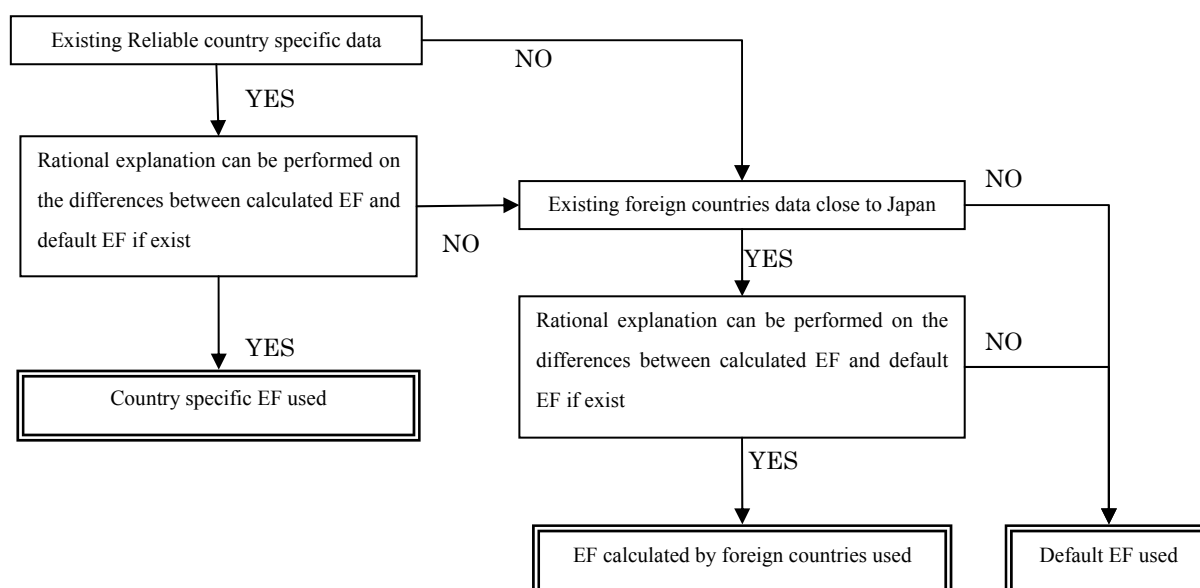 Existing Reliable country specific data
NO
YES
Rational explanation can be performed on
the differences between calculated EF and
default EF if exist
NO
Existing foreign countries data close to Japan
NO
YES
Rational explanation can be performed on the
differences between calculated EF and default
EF if exist
NO
YES
Country specific EF used
YES
EF calculated by foreign countries used
Default EF used